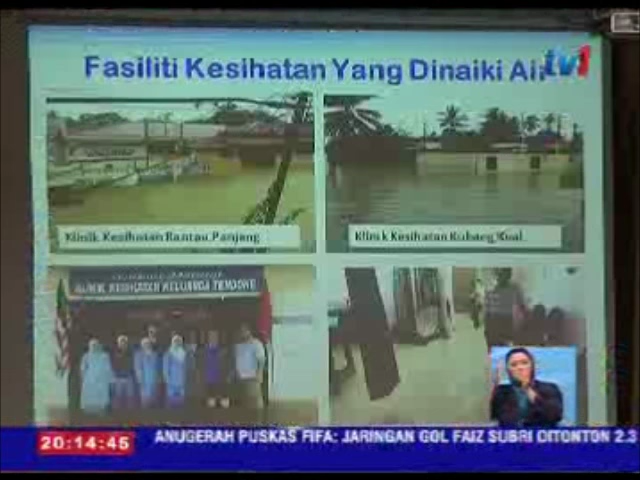 Fasiliti Kesihatan Yang Dinaiki Air
tv1
Klinik Kesihatan Rantau Panjang
Klinik Kesihatan Kubang Kual
KLINIK KESIHATAN KELUARGA TENDONG
20:14:45
ANUGERAH PUSKAS FIFA: JARINGAN GOL FAIZ SUBRI DITONTON 2.3